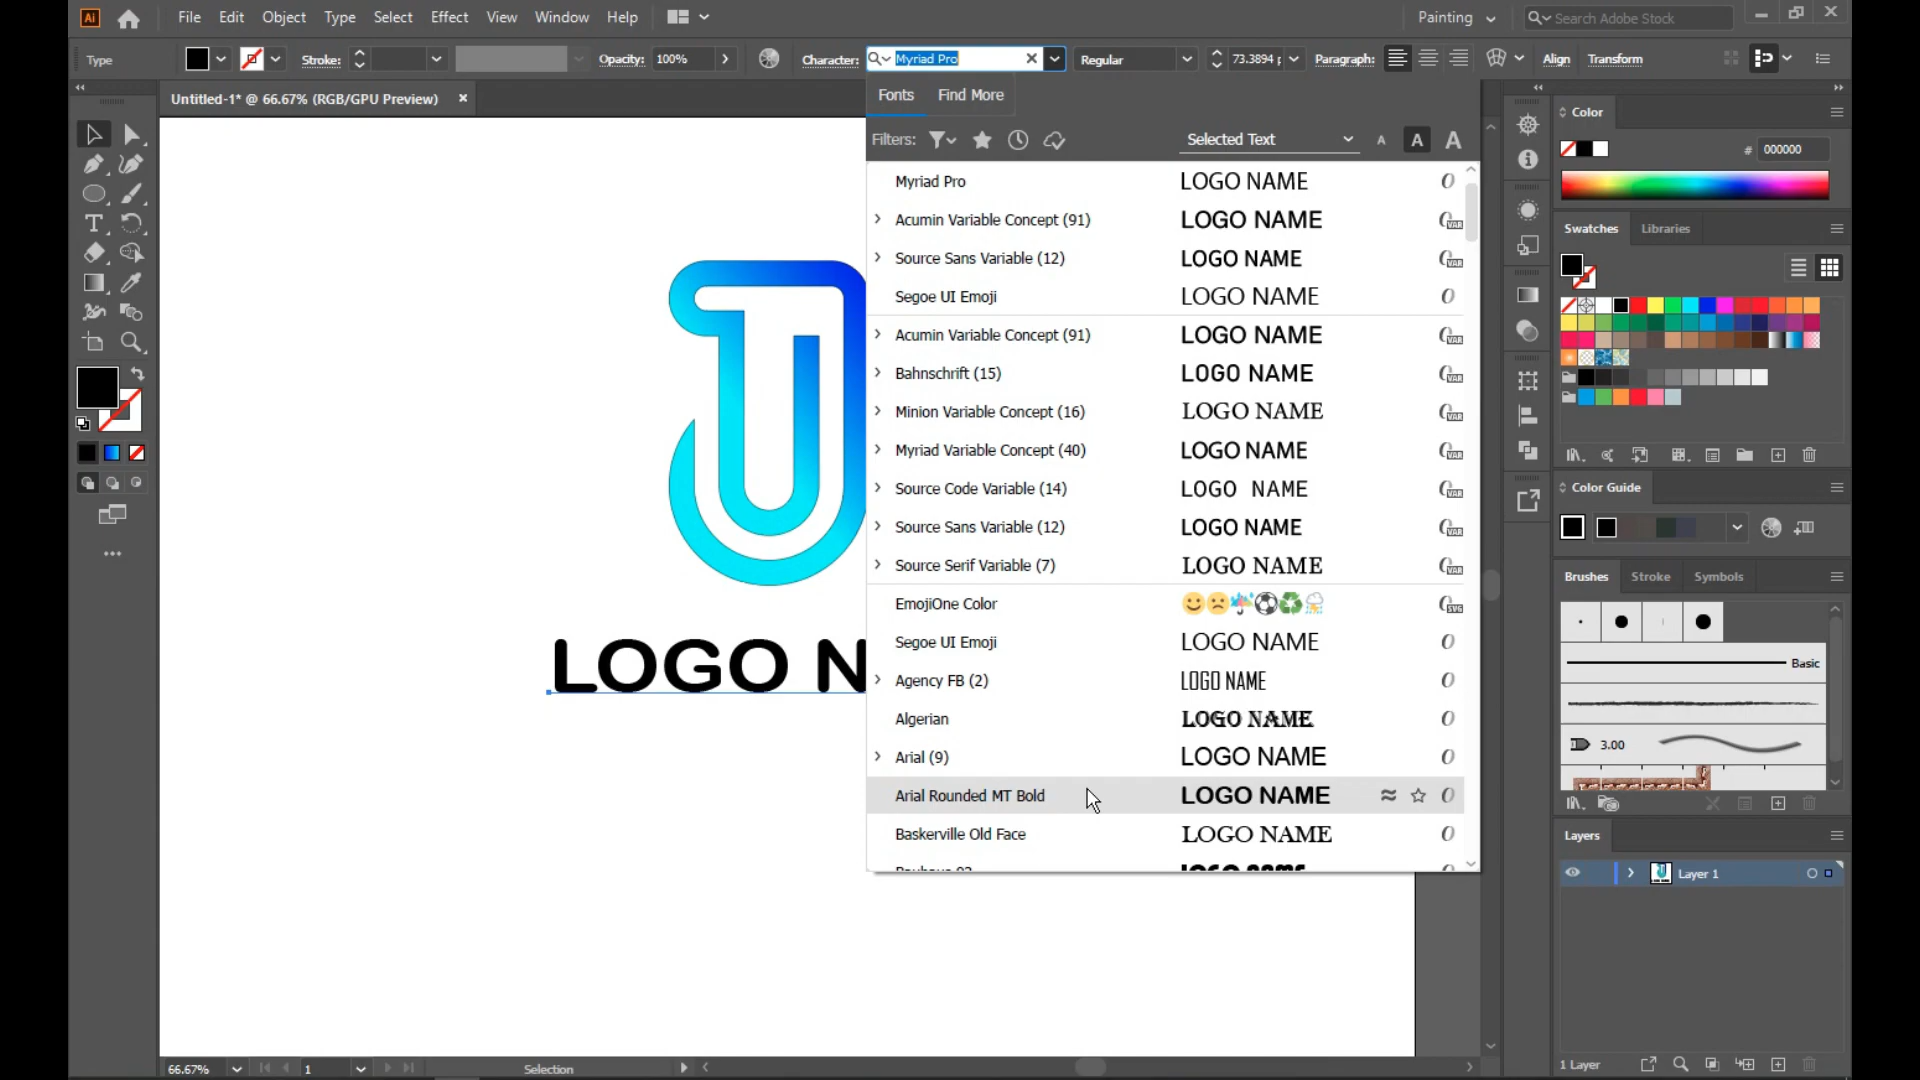 Ai File Edit Object Type Select Effect View Window Help Painting Search Adobe Stock
Type Stroke: Opacity: 100% Character: Myriad Pro Regular 73.3894 p Paragraph: Align Transform
Untitled-1* @ 66.67% (RGB/GPU Preview)
Fonts Find More
Filters: Selected Text A A A
Myriad Pro LOGO NAME
Acumin Variable Concept (91) LOGO NAME
Source Sans Variable (12) LOGO NAME
Segoe UI Emoji LOGO NAME
Acumin Variable Concept (91) LOGO NAME
Bahnschrift (15) LOGO NAME
Minion Variable Concept (16) LOGO NAME
Myriad Variable Concept (40) LOGO NAME
Source Code Variable (14) LOGO NAME
Source Sans Variable (12) LOGO NAME
Source Serif Variable (7) LOGO NAME
EmojiOne Color
Segoe UI Emoji LOGO NAME
Agency FB (2) LOGO NAME
Algerian LOGO NAME
Arial (9) LOGO NAME
Arial Rounded MT Bold LOGO NAME
Baskerville Old Face LOGO NAME
LOGO N
Color
# 000000
Swatches Libraries
Color Guide
Brushes Stroke Symbols
Basic
3.00
Layers
Layer 1
1 Layer
66.67% 1 Selection